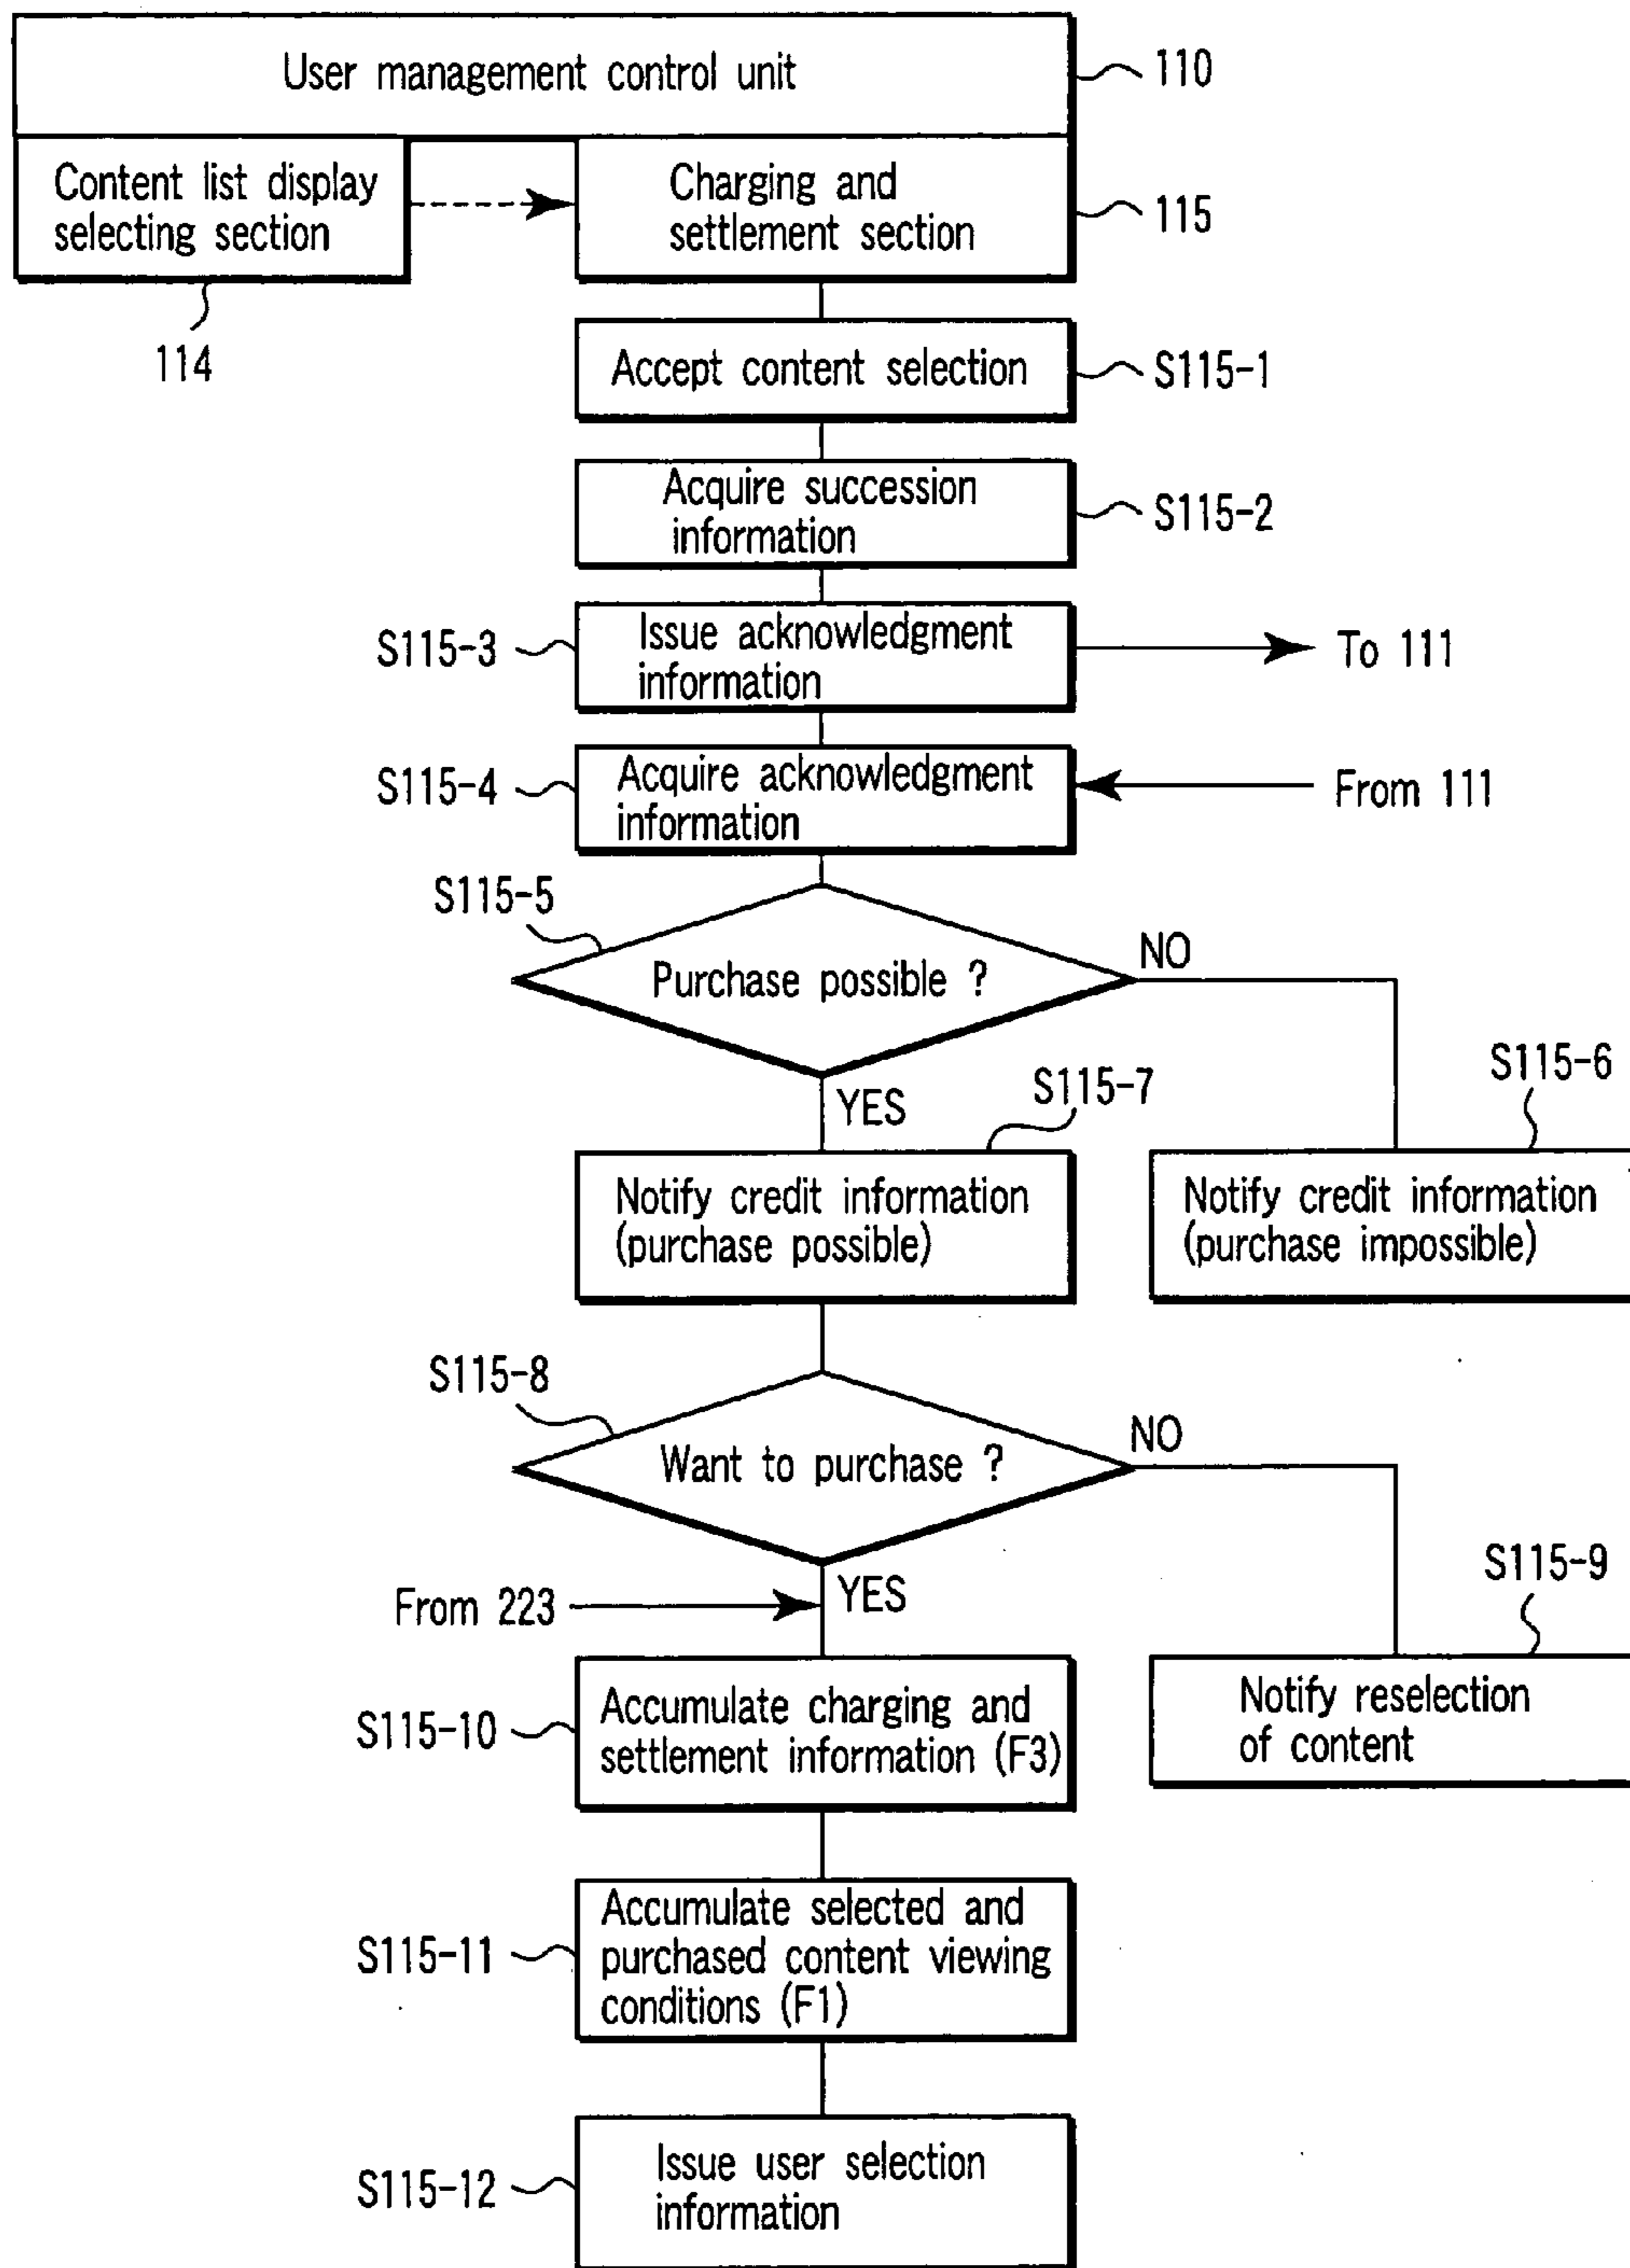 User management control unit
110
Content list display
selecting section
Charging and
settlement section
115
114
Accept content selection
S115-1
Acquire succession
information
S115-2
S115-3
Issue acknowledgment
information
To 111
S115-4
Acquire acknowledgment
information
From 111
S115-5
Purchase possible ?
NO
YES
S115-7
S115-6
Notify credit information
(purchase possible)
Notify credit information
(purchase impossible)
S115-8
Want to purchase ?
NO
YES
From 223
S115-9
S115-10
Accumulate charging and
settlement information (F3)
Notify reselection
of content
S115-11
Accumulate selected and
purchased content viewing
conditions (F1)
S115-12
Issue user selection
information